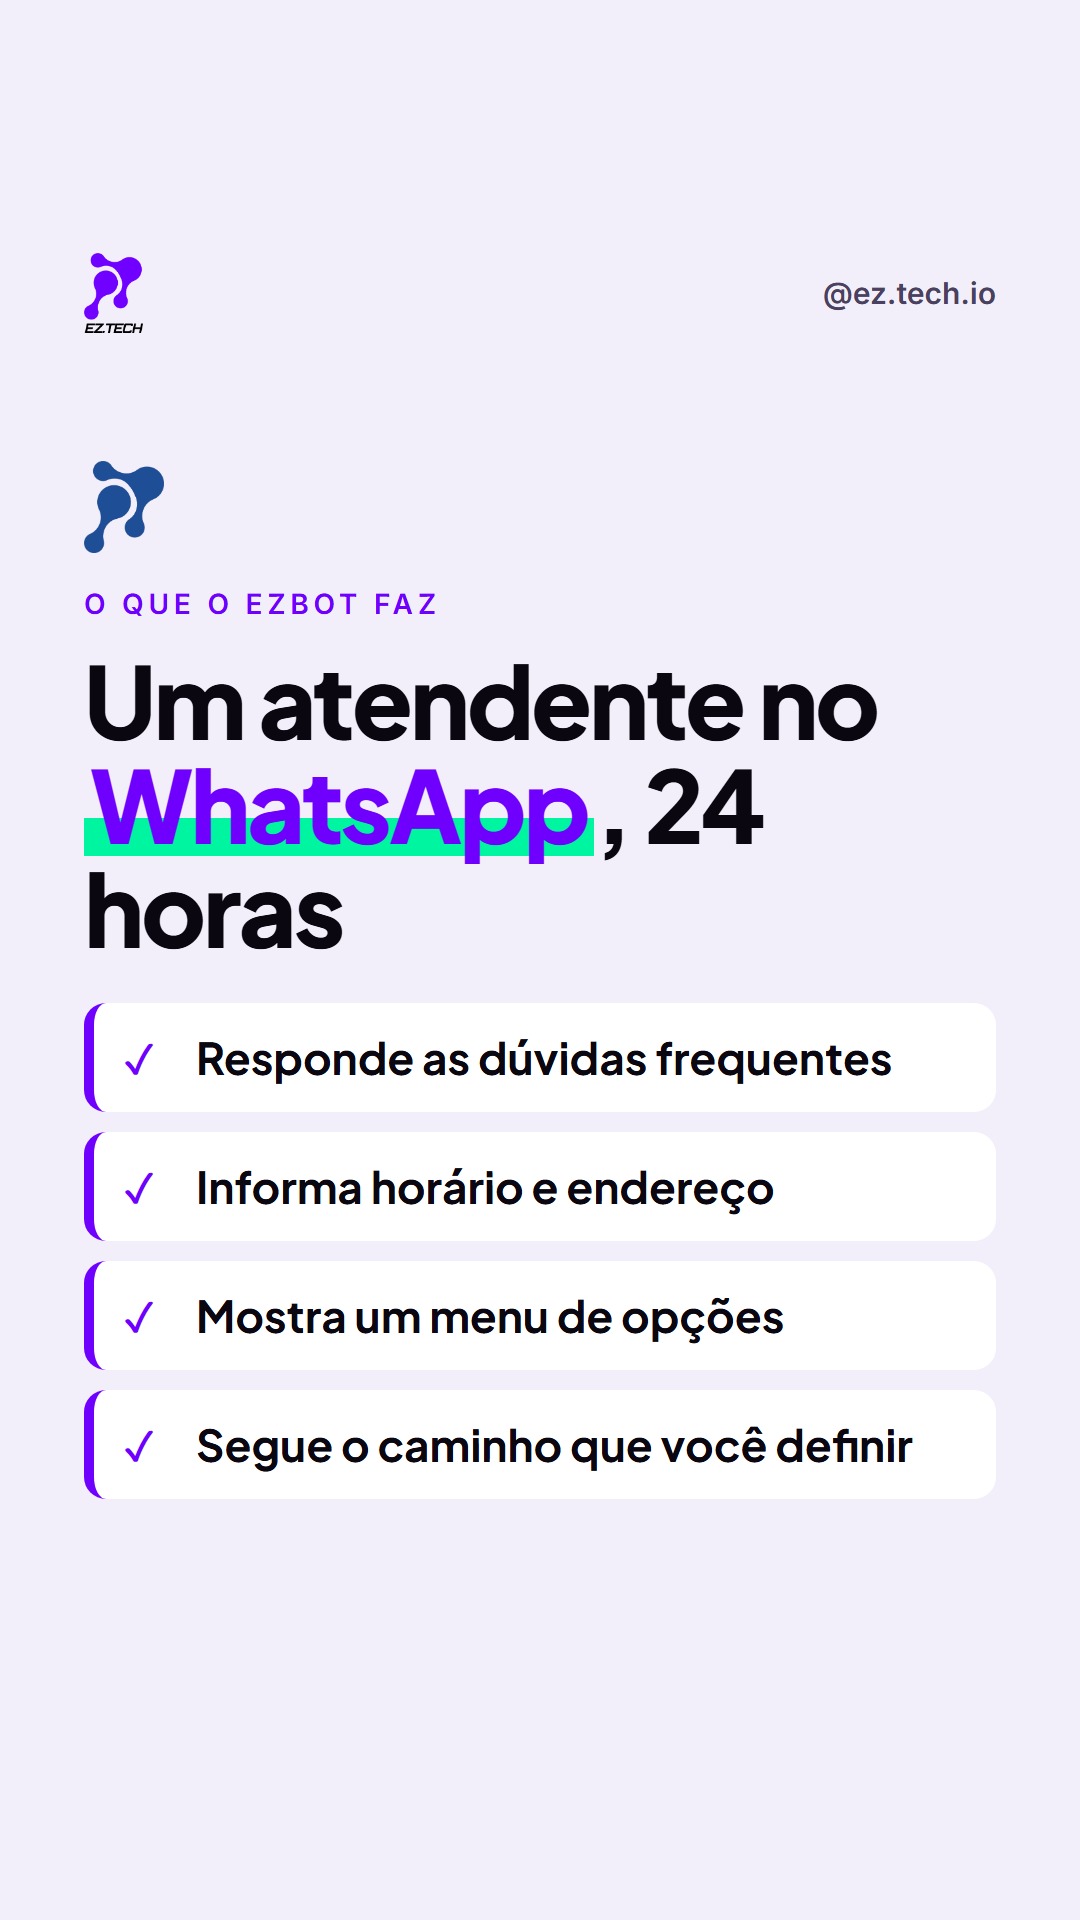 EZ.TECH
@ez.tech.io
O QUE O EZBOT FAZ
Um atendente no
WhatsApp, 24
horas
✓ Responde as dúvidas frequentes
✓ Informa horário e endereço
✓ Mostra um menu de opções
✓ Segue o caminho que você definir